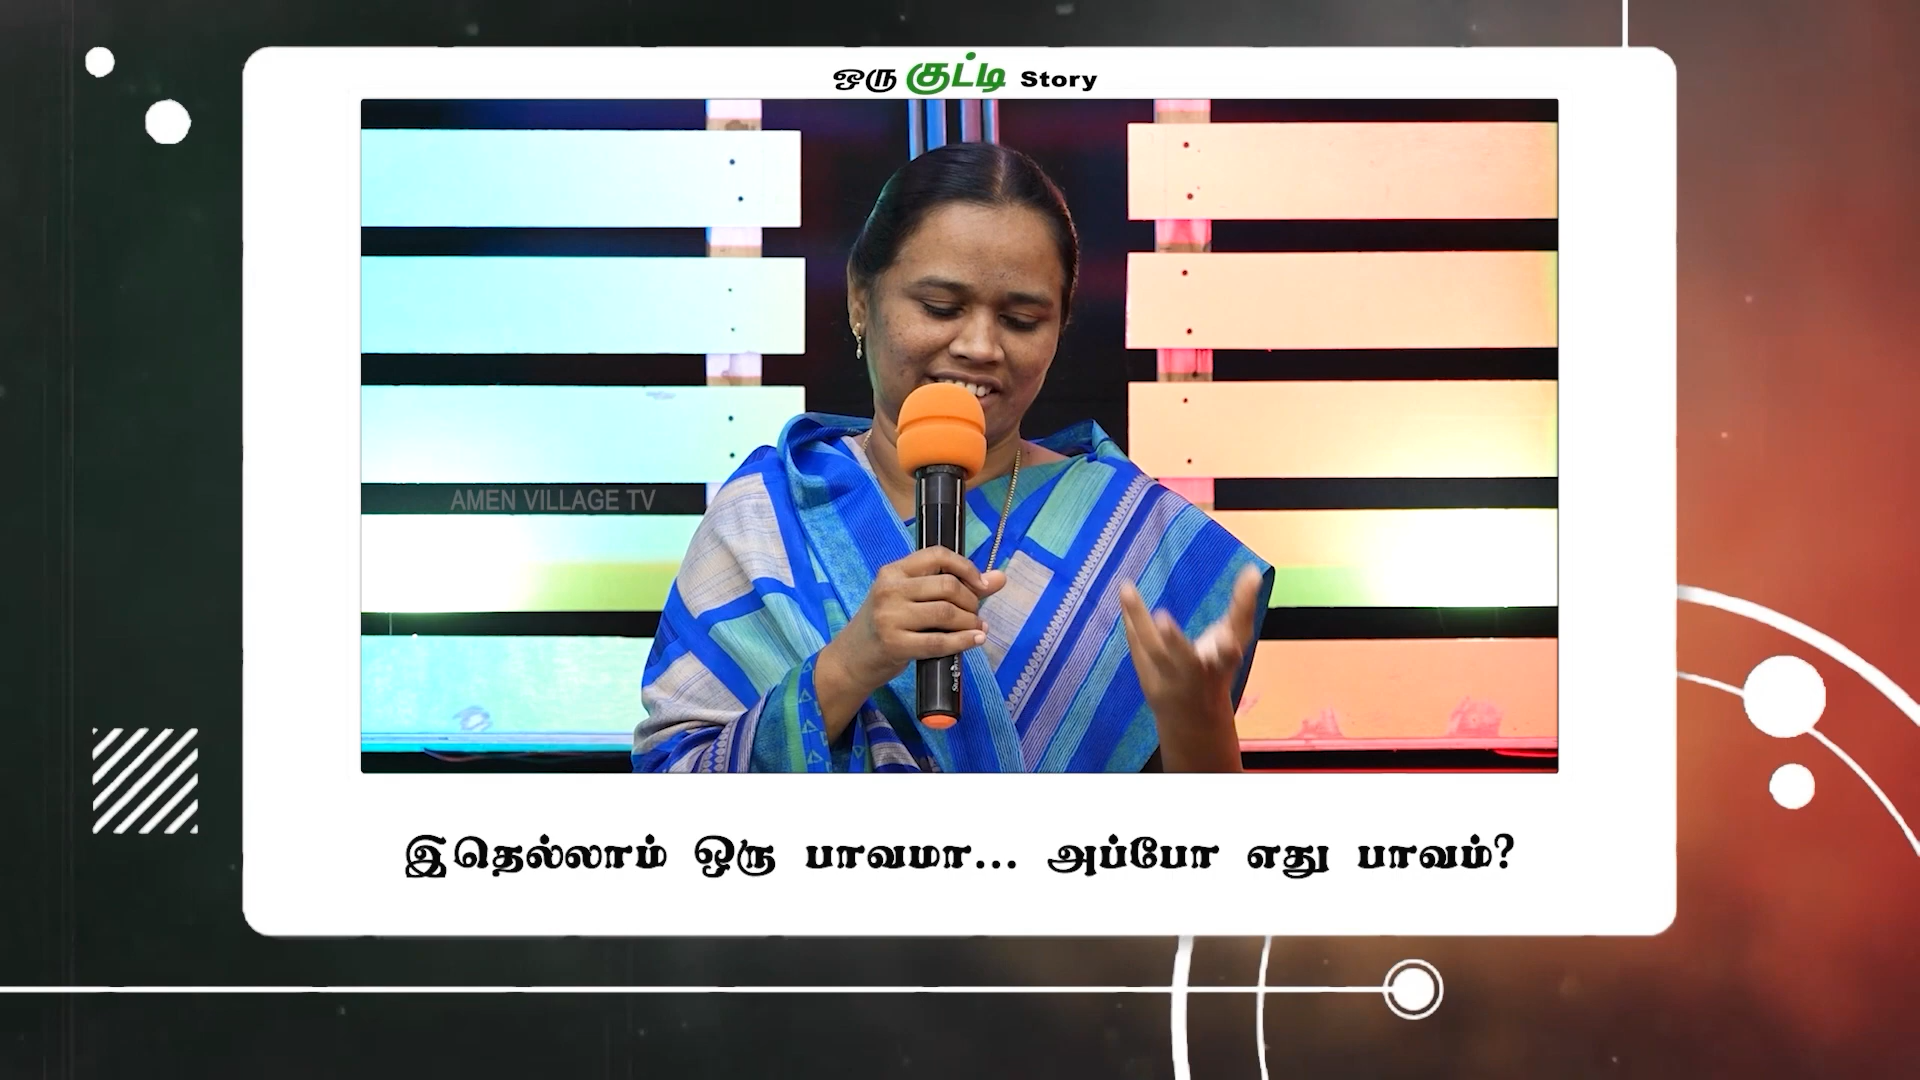 ஒரு குட்டி Story
AMEN VILLAGE TV
இதெல்லாம் ஒரு பாவமா... அப்போ எது பாவம்?